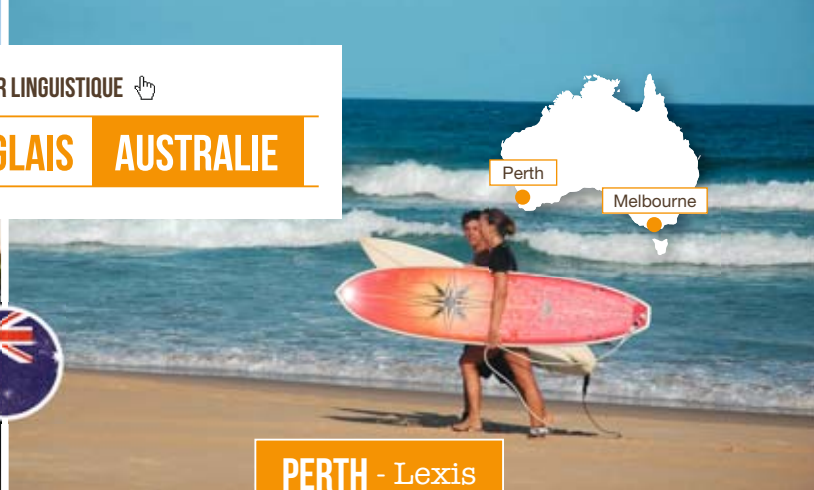 R LINGUISTIQUE
GLAIS AUSTRALIE
Perth
Melbourne
PERTH - Lexis